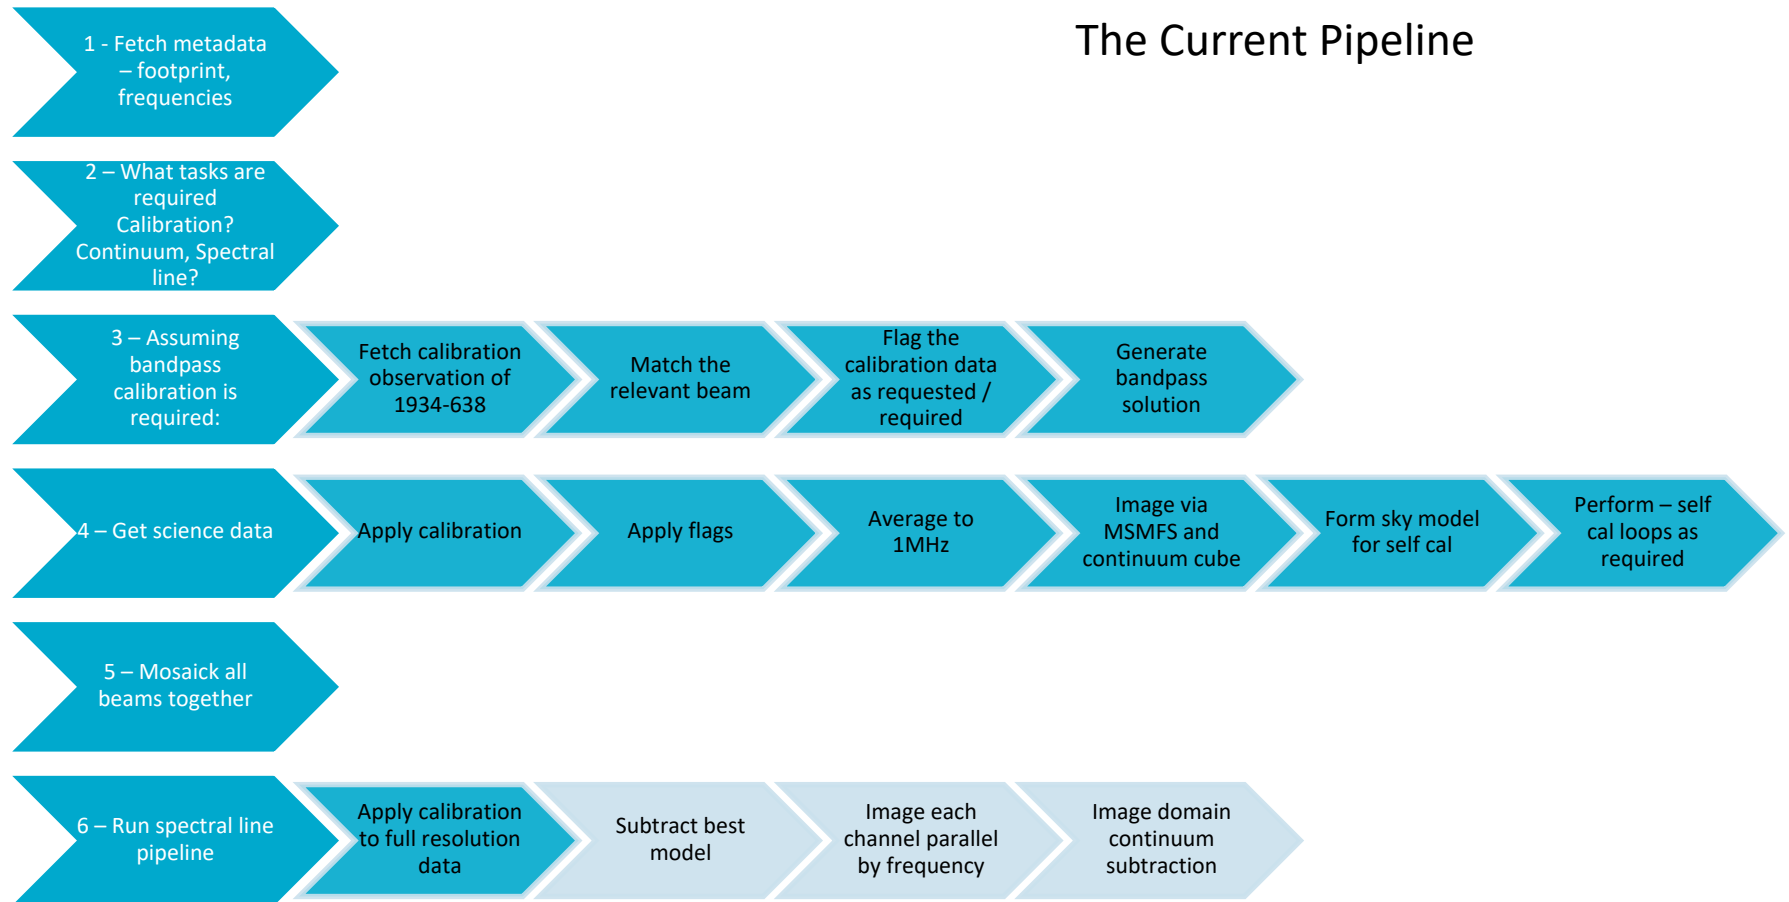 The Current Pipeline
1 - Fetch metadata
– footprint,
frequencies
2 – What tasks are
required
Calibration?
Continuum, Spectral
line?
3 – Assuming
bandpass
calibration is
required:
Fetch calibration
observation of
1934-638
Match the
relevant beam
Flag the
calibration data
as requested /
required
Generate
bandpass
solution
4 – Get science data
Apply calibration
Apply flags
Average to
1MHz
Image via
MSMFS and
continuum cube
Form sky model
for self cal
Perform – self
cal loops as
required
5 – Mosaick all
beams together
6 – Run spectral line
pipeline
Apply calibration
to full resolution
data
Subtract best
model
Image each
channel parallel
by frequency
Image domain
continuum
subtraction